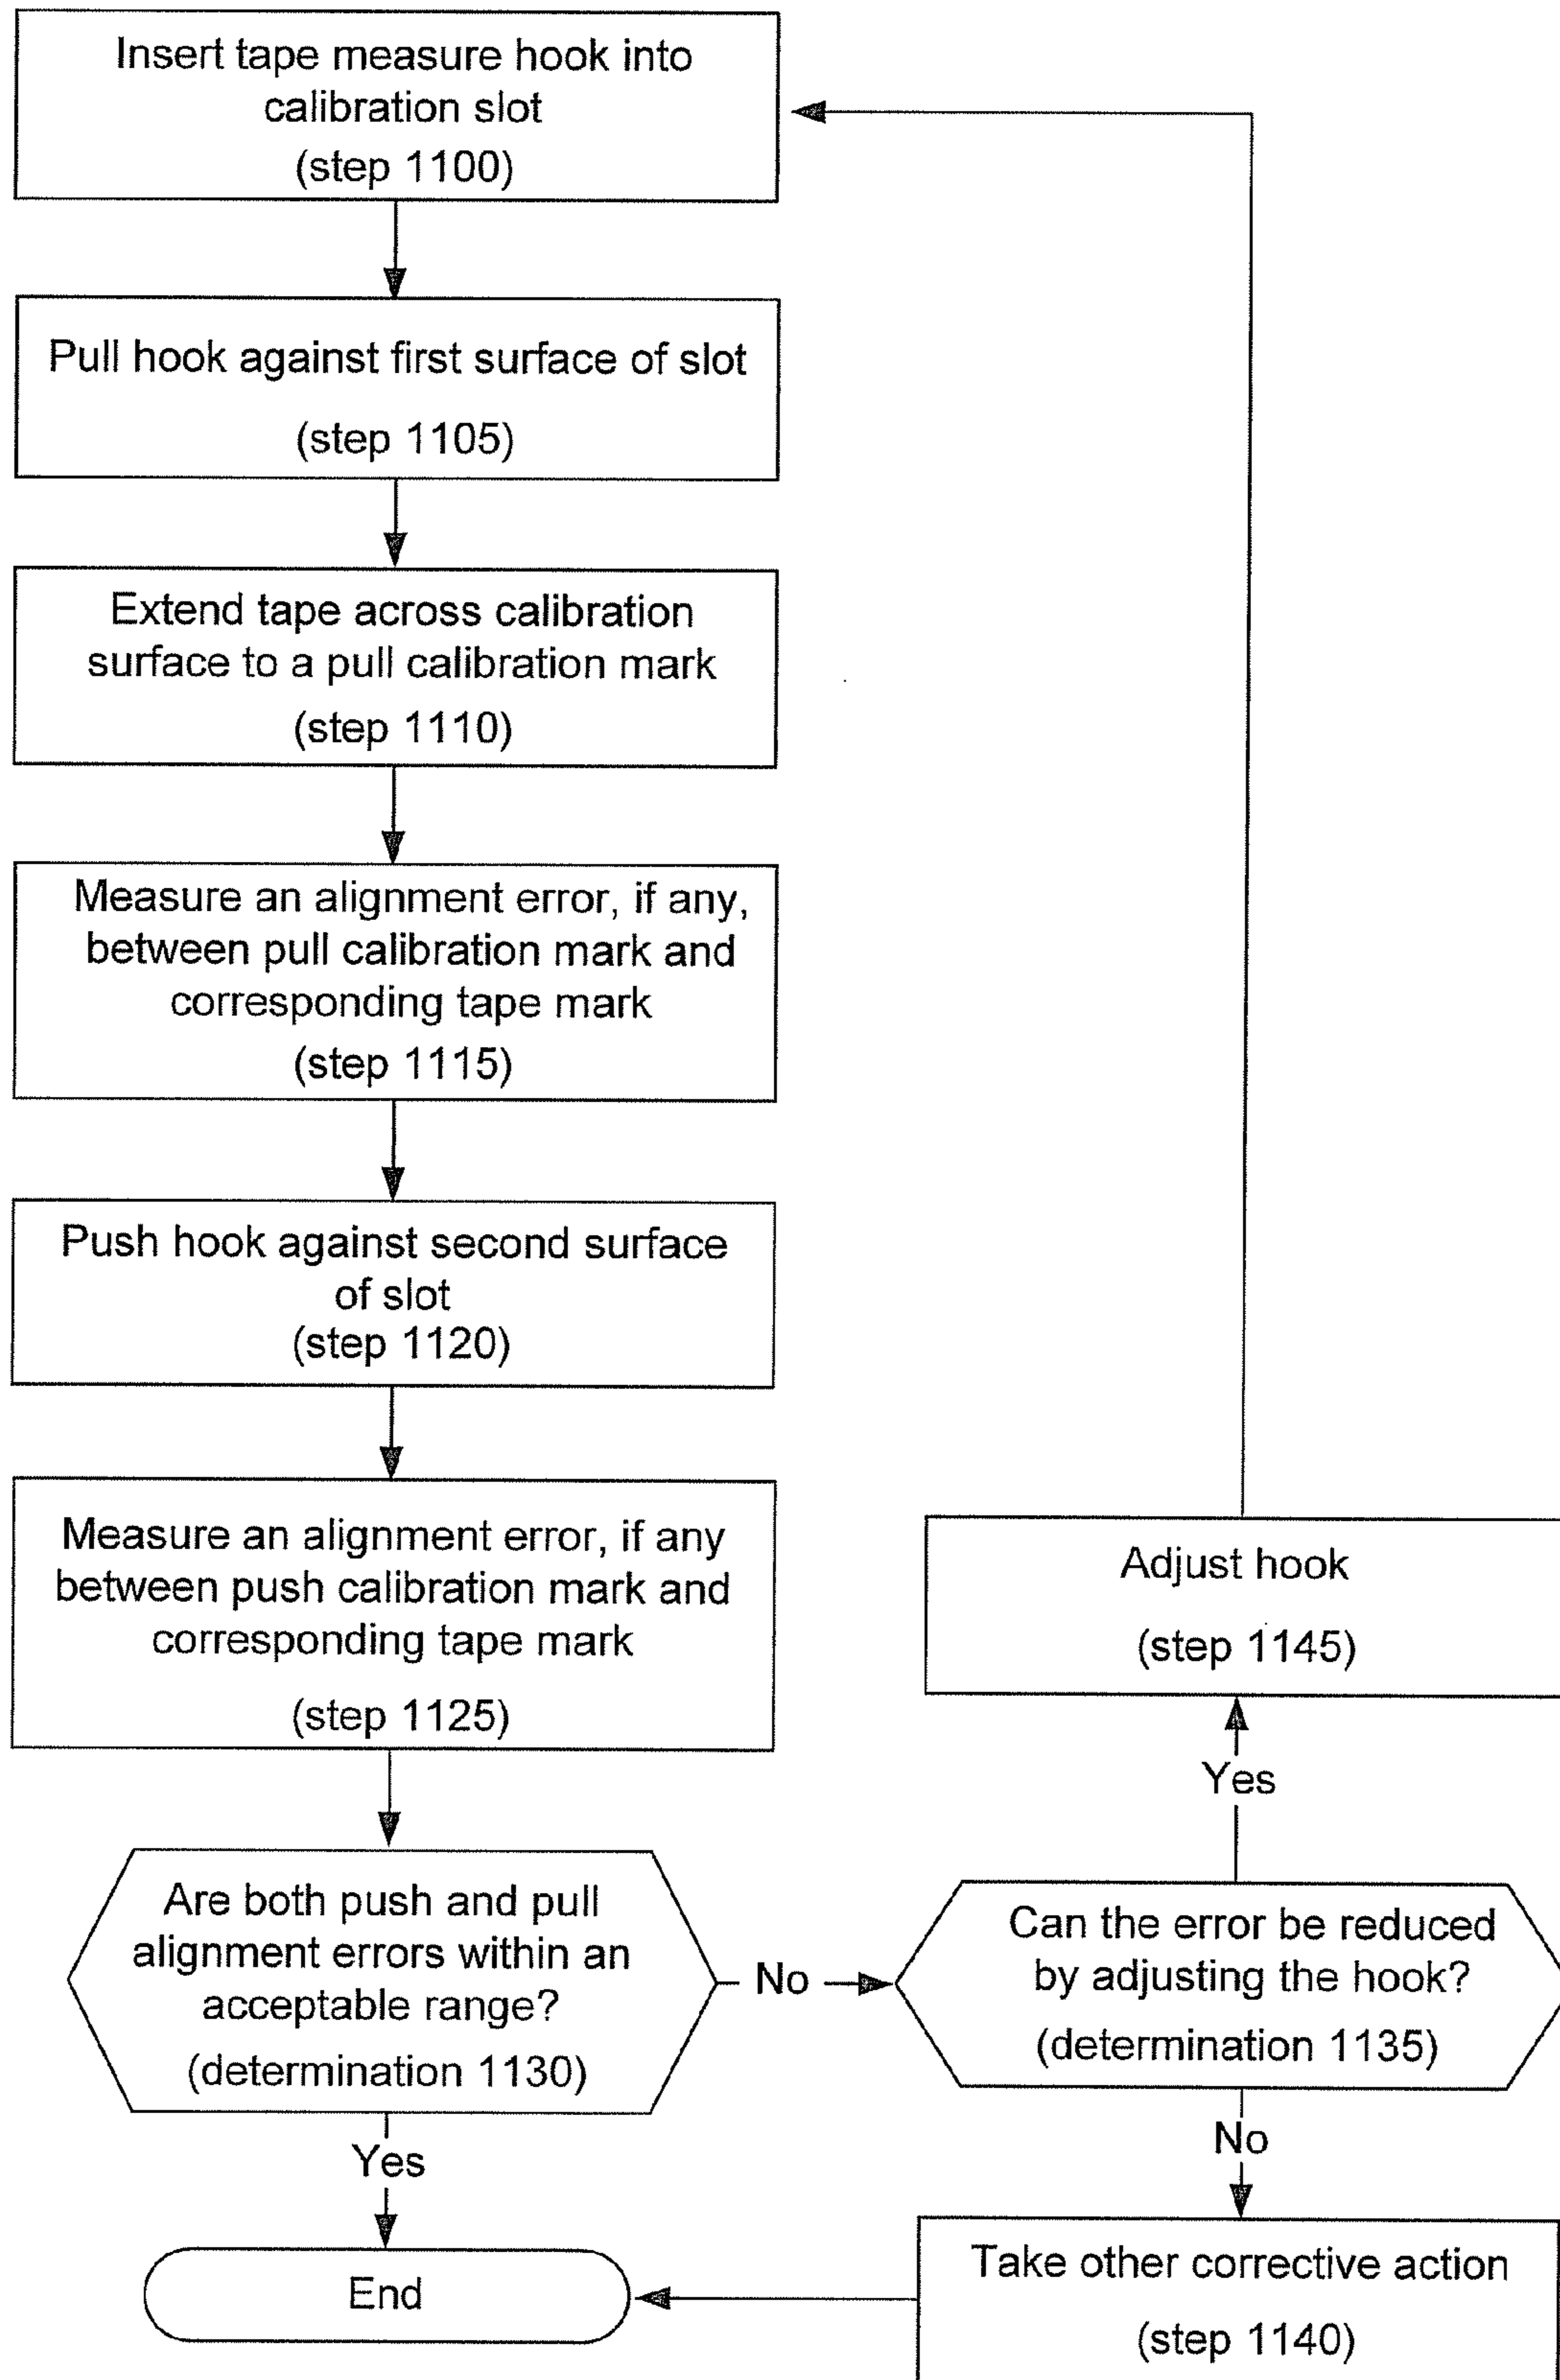 Insert tape measure hook into
calibration slot
(step 1100)
Pull hook against first surface of slot
(step 1105)
Extend tape across calibration
surface to a pull calibration mark
(step 1110)
Measure an alignment error, if any,
between pull calibration mark and
corresponding tape mark
(step 1115)
Push hook against second surface
of slot
(step 1120)
Measure an alignment error, if any
between push calibration mark and
corresponding tape mark
(step 1125)
Are both push and pull
alignment errors within an
acceptable range?
(determination 1130)
No
Yes
End
Can the error be reduced
by adjusting the hook?
(determination 1135)
Yes
Adjust hook
(step 1145)
No
Take other corrective action
(step 1140)